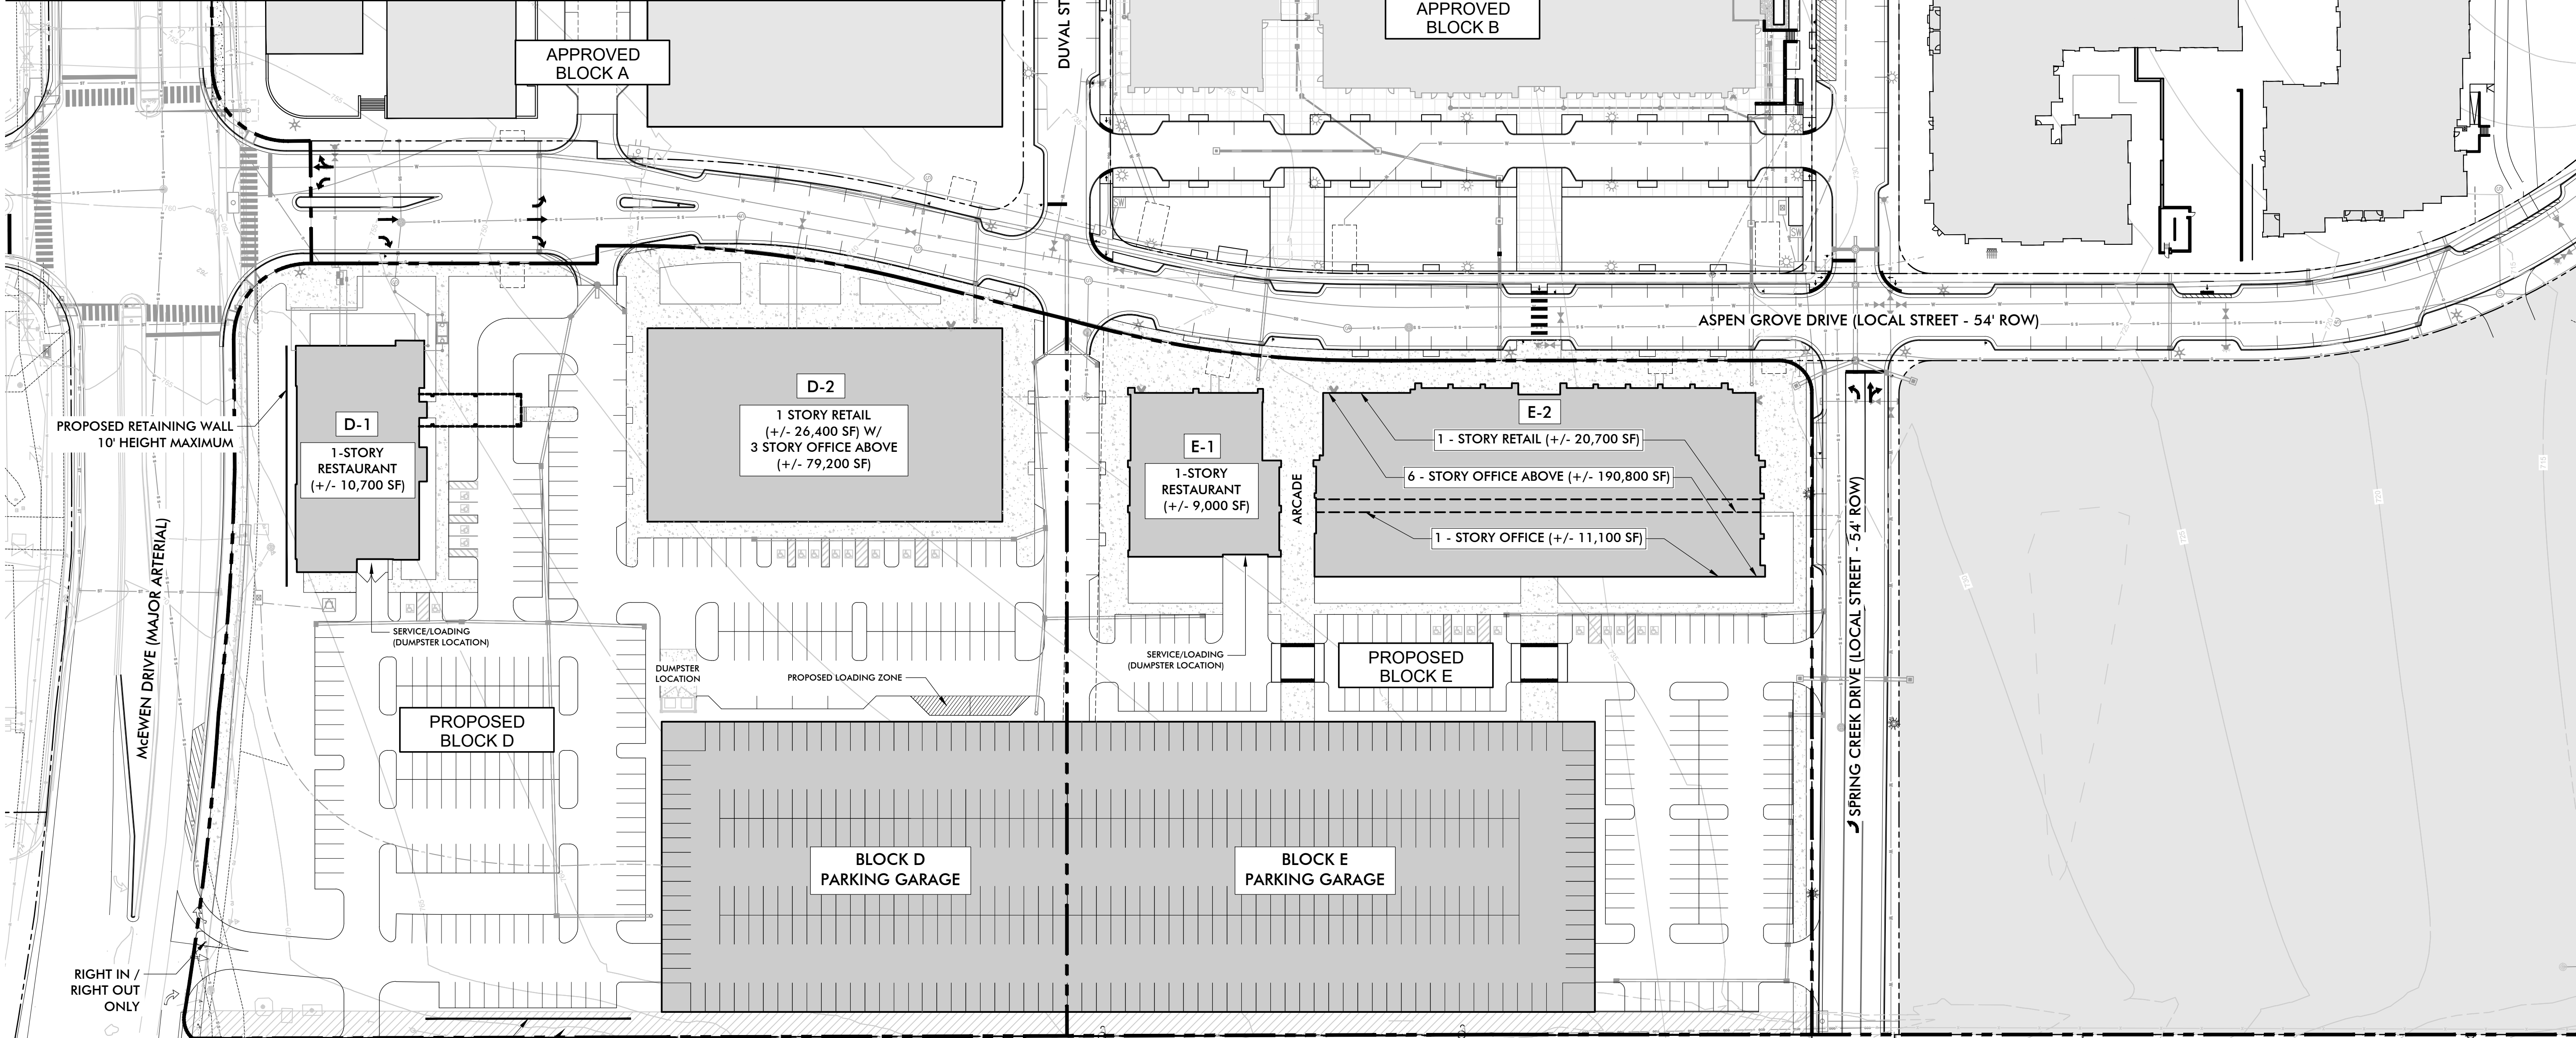 APPROVED
BLOCK A
DUVAL ST
APPROVED
BLOCK B
SW
SW
ASPEN GROVE DRIVE (LOCAL STREET - 54' ROW)
PROPOSED RETAINING WALL
10' HEIGHT MAXIMUM
D-1
1-STORY
RESTAURANT
(+/- 10,700 SF)
D-2
1 STORY RETAIL
(+/- 26,400 SF) W/
3 STORY OFFICE ABOVE
(+/- 79,200 SF)
E-1
1-STORY
RESTAURANT
(+/- 9,000 SF)
ARCADE
E-2
1 - STORY RETAIL (+/- 20,700 SF)
6 - STORY OFFICE ABOVE (+/- 190,800 SF)
1 - STORY OFFICE (+/- 11,100 SF)
McEWEN DRIVE (MAJOR ARTERIAL)
SPRING CREEK DRIVE (LOCAL STREET - 54' ROW)
SERVICE/LOADING
(DUMPSTER LOCATION)
DUMPSTER
LOCATION
PROPOSED LOADING ZONE
SERVICE/LOADING
(DUMPSTER LOCATION)
PROPOSED
BLOCK E
PROPOSED
BLOCK D
BLOCK D
PARKING GARAGE
BLOCK E
PARKING GARAGE
RIGHT IN /
RIGHT OUT
ONLY